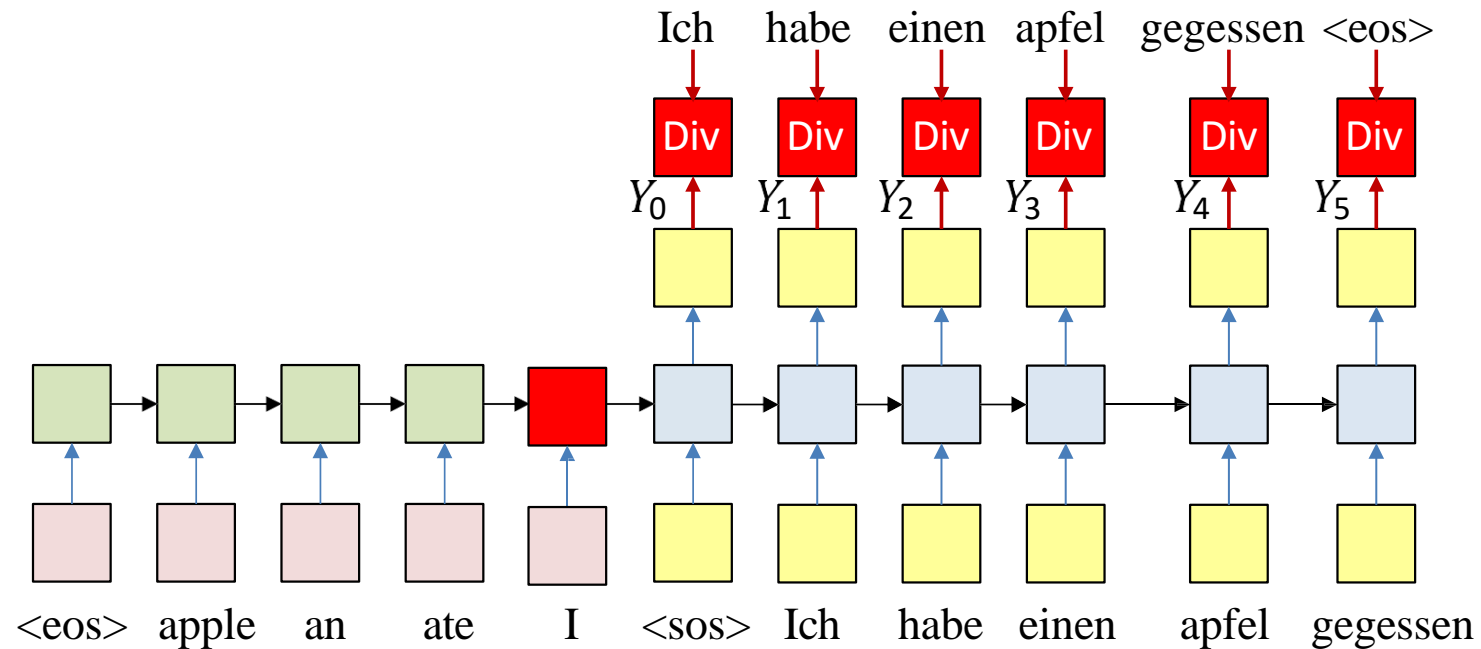 Ich habe einen apfel gegessen <eos>
Div Div Div Div Div Div
Y0 Y1 Y2 Y3 Y4 Y5
<eos> apple an ate I <sos> Ich habe einen apfel gegessen